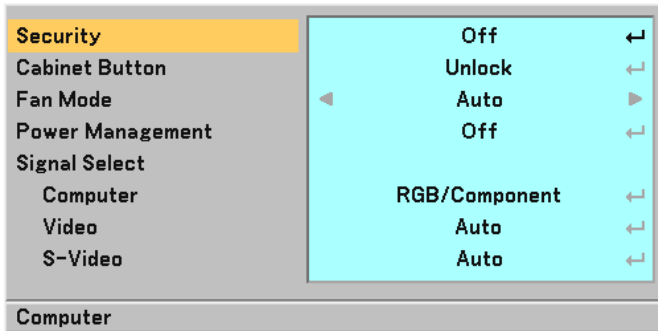 Security Off
Cabinet Button Unlock
Fan Mode Auto
Power Management Off
Signal Select
Computer RGB/Component
Video Auto
S-Video Auto
Computer